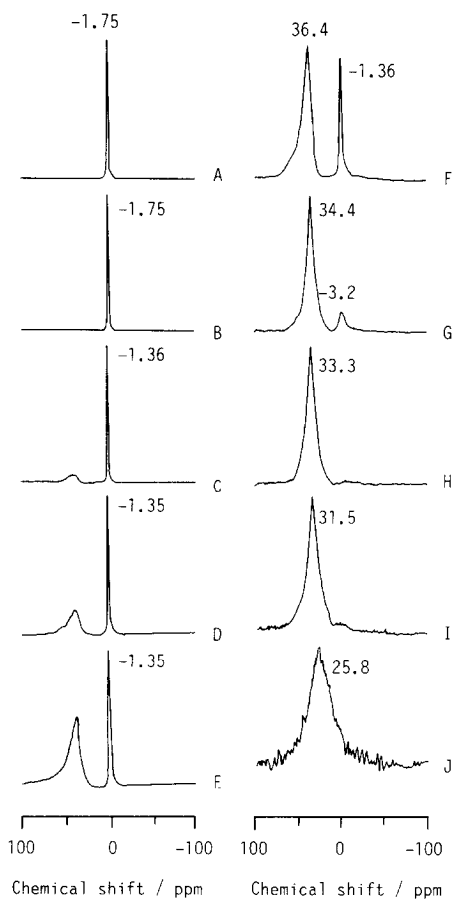 -1.75
A
-1.75
B
-1.36
C
-1.35
D
-1.35
E
100 0 -100
Chemical shift / ppm
36.4
-1.36
F
34.4
-3.2
G
33.3
H
31.5
I
25.8
J
100 0 -100
Chemical shift / ppm